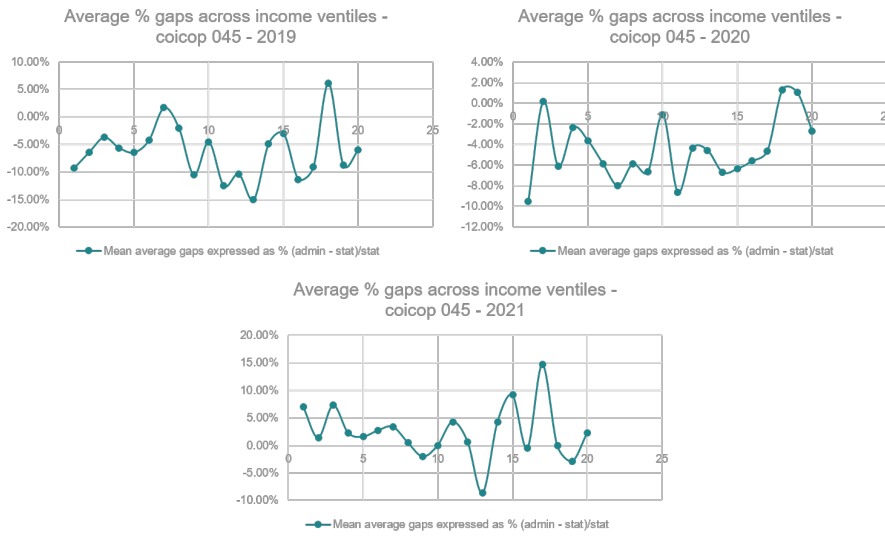 Average % gaps across income ventiles -
coicop 045 - 2019
10.00%
5.00%
0.00%
0 5 10 15 20 25
-5.00%
-10.00%
-15.00%
-20.00%
Mean average gaps expressed as % (admin - stat)/stat
Average % gaps across income ventiles -
coicop 045 - 2020
4.00%
2.00%
0.00%
0 5 10 15 20
-2.00%
-4.00%
-6.00%
-8.00%
-10.00%
-12.00%
Mean average gaps expressed as % (admin - stat)/stat
Average % gaps across income ventiles -
coicop 045 - 2021
20.00%
15.00%
10.00%
5.00%
0.00%
0 5 10 15 20 25
-5.00%
-10.00%
Mean average gaps expressed as % (admin - stat)/stat